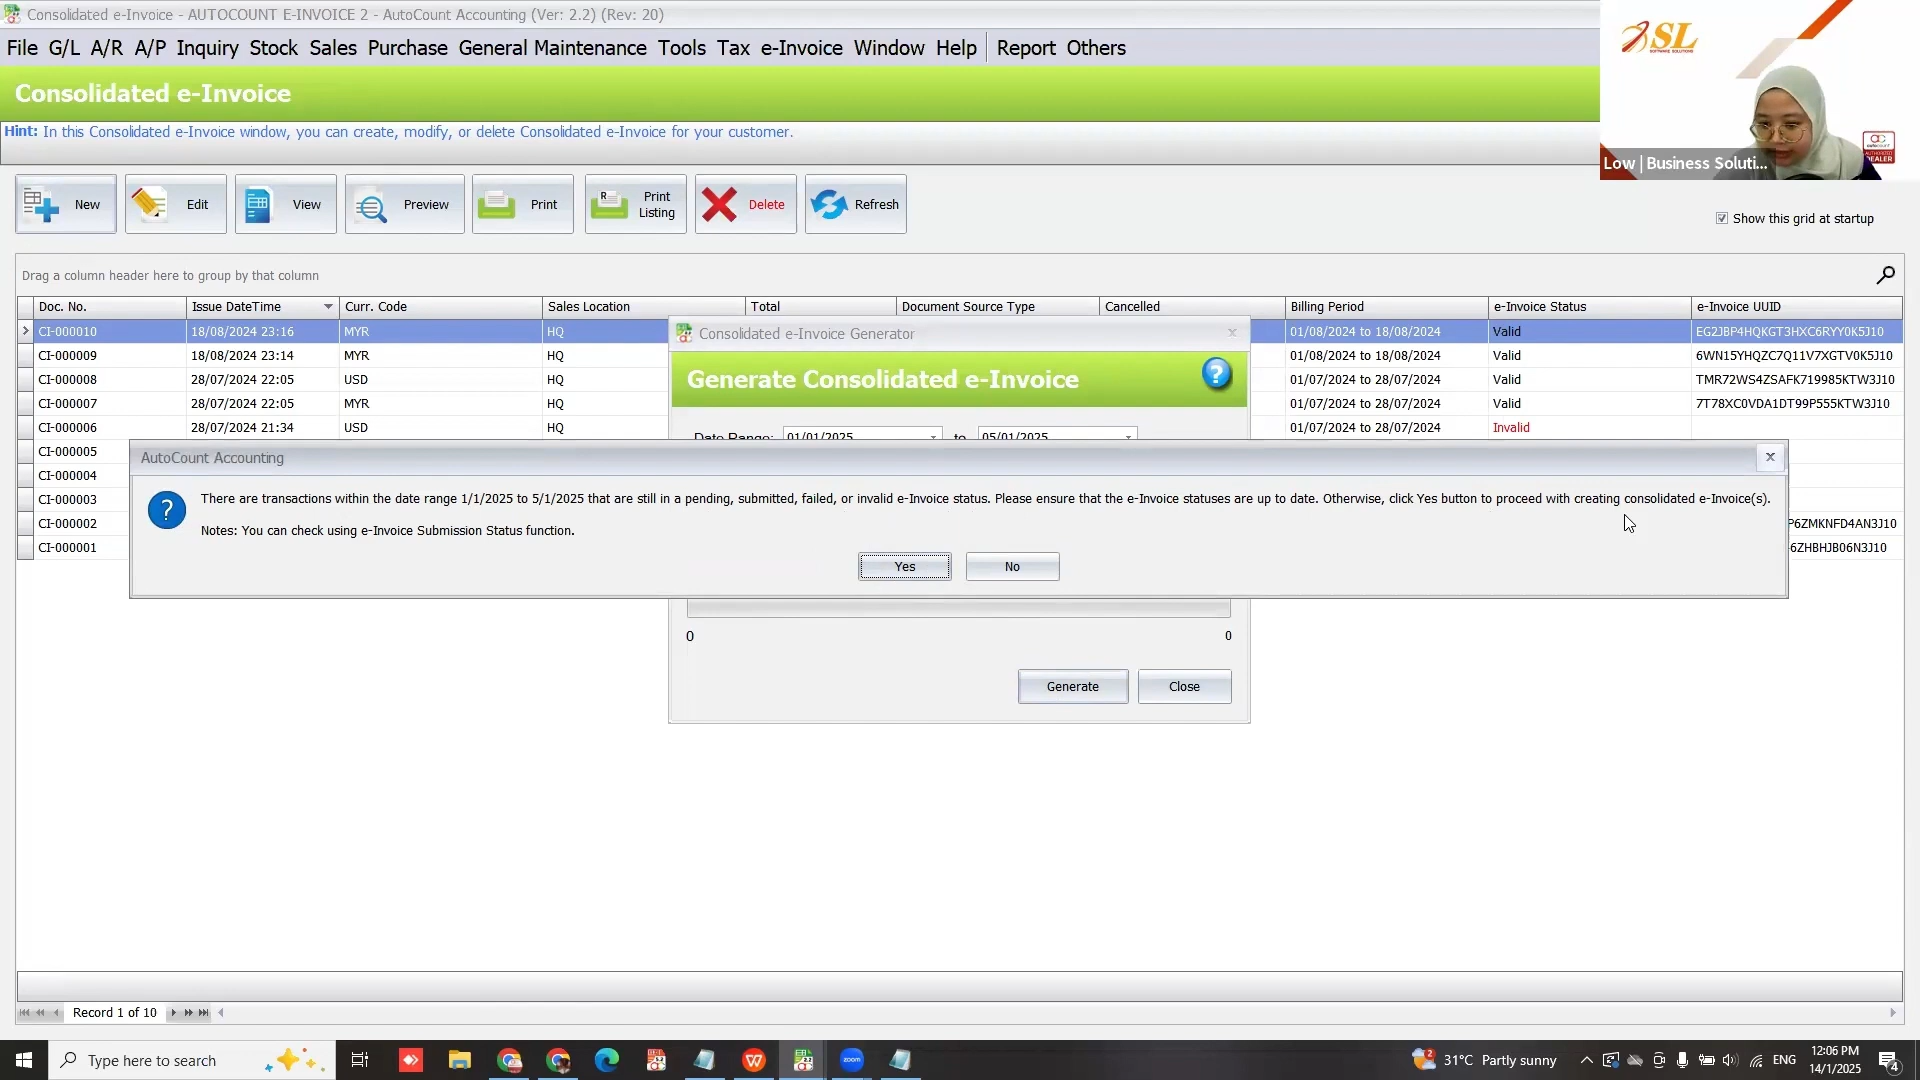 Consolidated e-Invoice - AUTOCOUNT E-INVOICE 2 - AutoCount Accounting (Ver: 2.2) (Rev: 20)
File G/L A/R A/P Inquiry Stock Sales Purchase General Maintenance Tools Tax e-Invoice Window Help Report Others
Consolidated e-Invoice
Hint: In this Consolidated e-Invoice window, you can create, modify, or delete Consolidated e-Invoice for your customer.
SL
SOFTWARE SOLUTIONS
Low | Business Soluti...
New
Edit
View
Preview
Print
Print Listing
Delete
Refresh
Show this grid at startup
Drag a column header here to group by that column
Doc. No. Issue DateTime Curr. Code Sales Location Total Document Source Type Cancelled Billing Period e-Invoice Status e-Invoice UUID
CI-000010 18/08/2024 23:16 MYR HQ 01/08/2024 to 18/08/2024 Valid EG2JBP4HQKGT3HXC6RYY0K5J10
CI-000009 18/08/2024 23:14 MYR HQ 01/08/2024 to 18/08/2024 Valid 6WN15YHQZC7Q11V7XGTV0K5J10
CI-000008 28/07/2024 22:05 USD HQ 01/07/2024 to 28/07/2024 Valid TMR72WS4ZSAFK719985KTW3J10
CI-000007 28/07/2024 22:05 MYR HQ 01/07/2024 to 28/07/2024 Valid 7T78XC0VDA1DT99P555KTW3J10
CI-000006 28/07/2024 21:34 USD HQ 01/07/2024 to 28/07/2024 Invalid
CI-000005
CI-000004
CI-000003
CI-000002 P6ZMKNFD4AN3J10
CI-000001 6ZHBHJB06N3J10
Consolidated e-Invoice Generator
Generate Consolidated e-Invoice
Date Range: 01/01/2025 to 05/01/2025
AutoCount Accounting
There are transactions within the date range 1/1/2025 to 5/1/2025 that are still in a pending, submitted, failed, or invalid e-Invoice status. Please ensure that the e-Invoice statuses are up to date. Otherwise, click Yes button to proceed with creating consolidated e-Invoice(s).
Notes: You can check using e-Invoice Submission Status function.
Yes No
0 0
Generate Close
Record 1 of 10
Type here to search
31°C Partly sunny
ENG
12:06 PM
14/1/2025
4